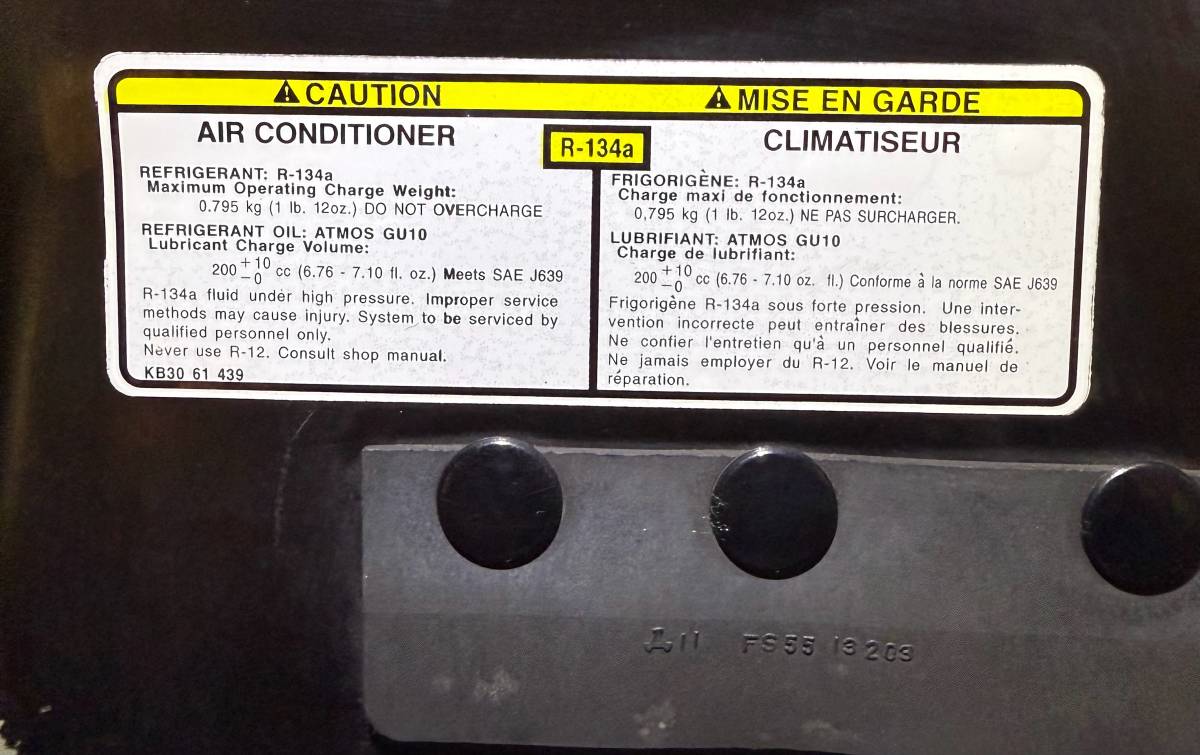 CAUTION
MISE EN GARDE
AIR CONDITIONER
R-134a
CLIMATISEUR
REFRIGERANT: R-134a
Maximum Operating Charge Weight:
0.795 kg (1 lb. 12oz.) DO NOT OVERCHARGE
REFRIGERANT OIL: ATMOS GU10
Lubricant Charge Volume:
200 +10 −0 cc (6.76 - 7.10 fl. oz.) Meets SAE J639
R-134a fluid under high pressure. Improper service
methods may cause injury. System to be serviced by
qualified personnel only.
Never use R-12. Consult shop manual.
KB30 61 439
FRIGORIGÈNE: R-134a
Charge maxi de fonctionnement:
0,795 kg (1 lb. 12oz.) NE PAS SURCHARGER.
LUBRIFIANT: ATMOS GU10
Charge de lubrifiant:
200 +10 −0 cc (6.76 - 7.10 oz. fl.) Conforme à la norme SAE J639
Frigorigène R-134a sous forte pression. Une inter-
vention incorrecte peut entraîner des blessures.
Ne confier l'entretien qu'à un personnel qualifié.
Ne jamais employer du R-12. Voir le manuel de
réparation.
11 FS55 13 203